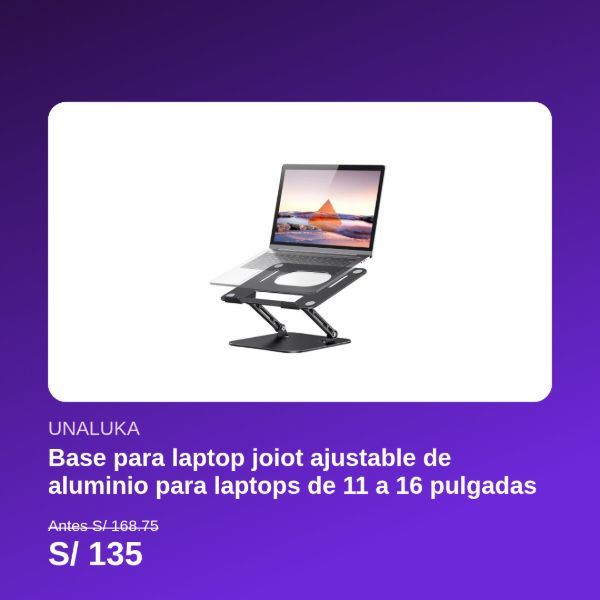 UNALUKA
Base para laptop joiot ajustable de
aluminio para laptops de 11 a 16 pulgadas
Antes S/ 168.75
S/ 135